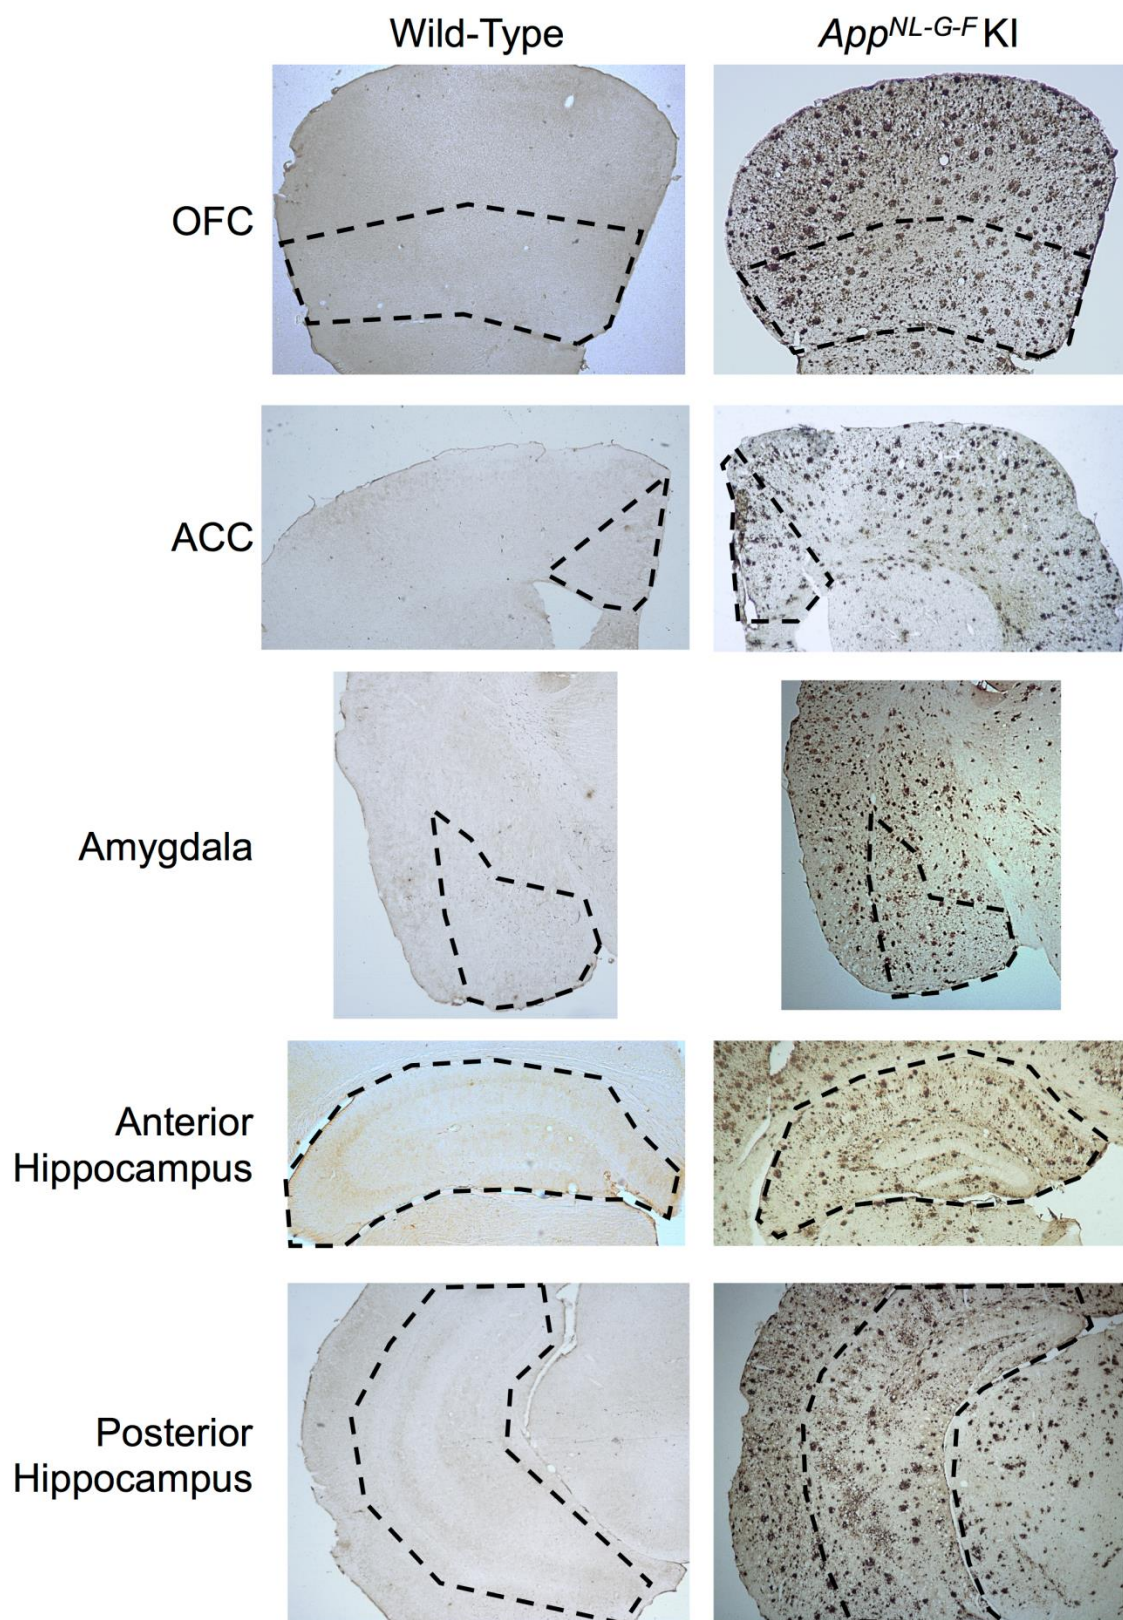 Wild-Type
App^NL-G-F KI
OFC
ACC
Amygdala
Anterior
Hippocampus
Posterior
Hippocampus